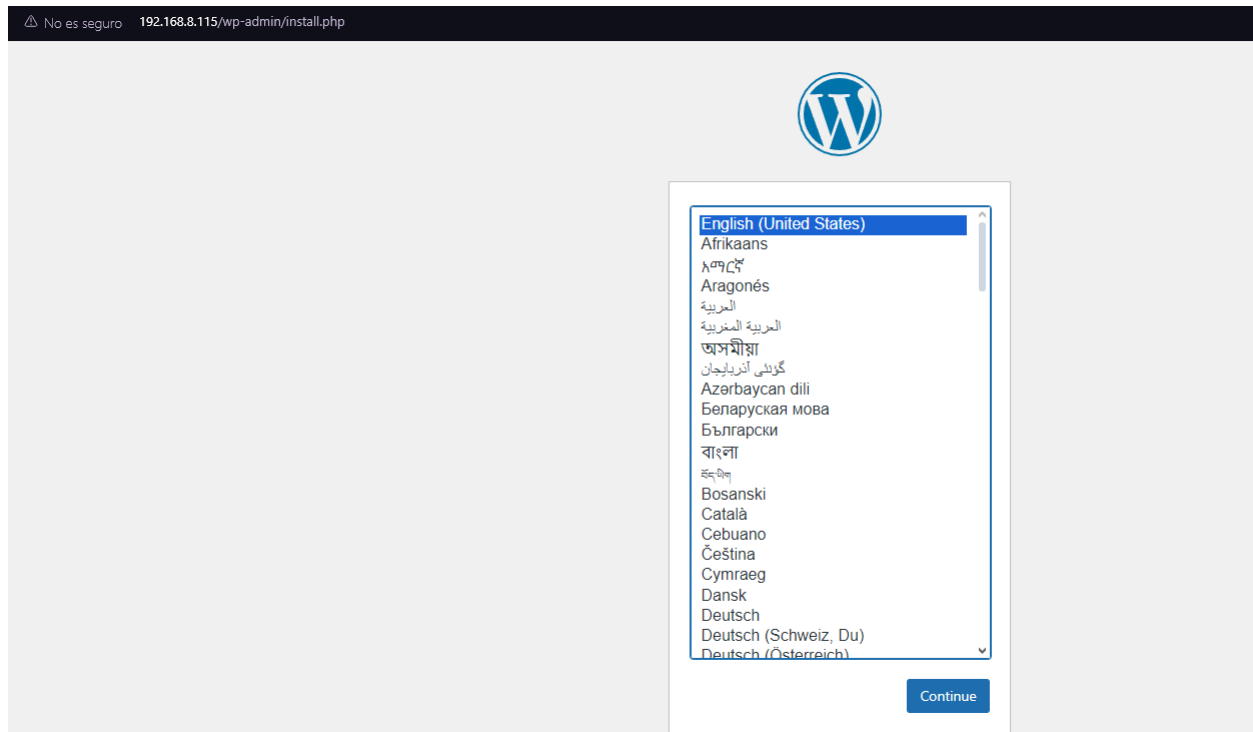 No es seguro 192.168.8.115/wp-admin/install.php
English (United States)
Afrikaans
አማርኛ
Aragonés
العربية
العربية المغربية
অসমীয়া
گؤنئی آذربایجان
Azərbaycan dili
Беларуская мова
Български
বাংলা
བོད་ཡིག
Bosanski
Català
Cebuano
Čeština
Cymraeg
Dansk
Deutsch
Deutsch (Schweiz, Du)
Deutsch (Österreich)
Continue